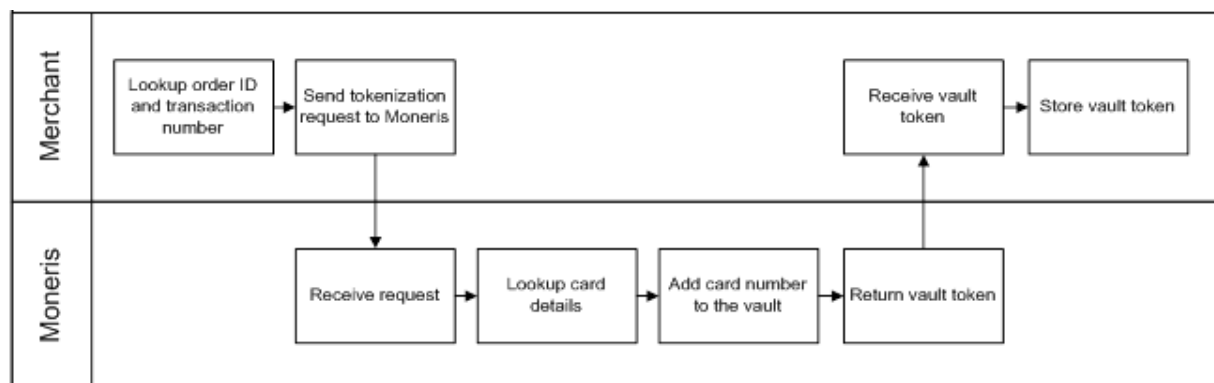 Merchant
Lookup order ID
and transaction
number
Send tokenization
request to Moneris
Receive vault
token
Store vault token
Moneris
Receive request
Lookup card
details
Add card number
to the vault
Return vault token